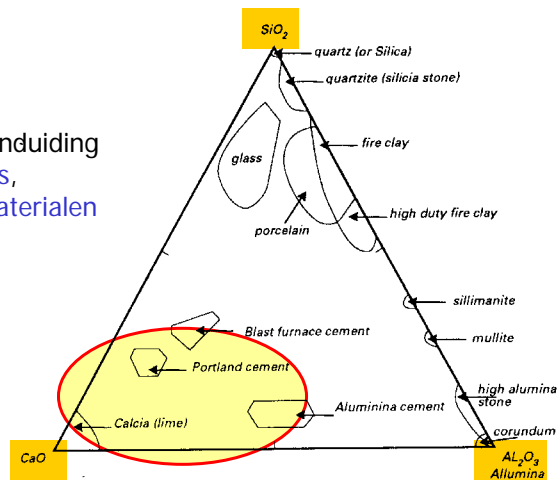 SiO₂
quartz (or Silica)
quartzite (silicia stone)
nduiding
s,
aterialen
glass
fire clay
porcelain
high duty fire clay
sillimanite
Blast furnace cement
mullite
Portland cement
high alumina
stone
Calcia (lime)
Aluminina cement
corundum
CaO
AL₂O₃
Allumina